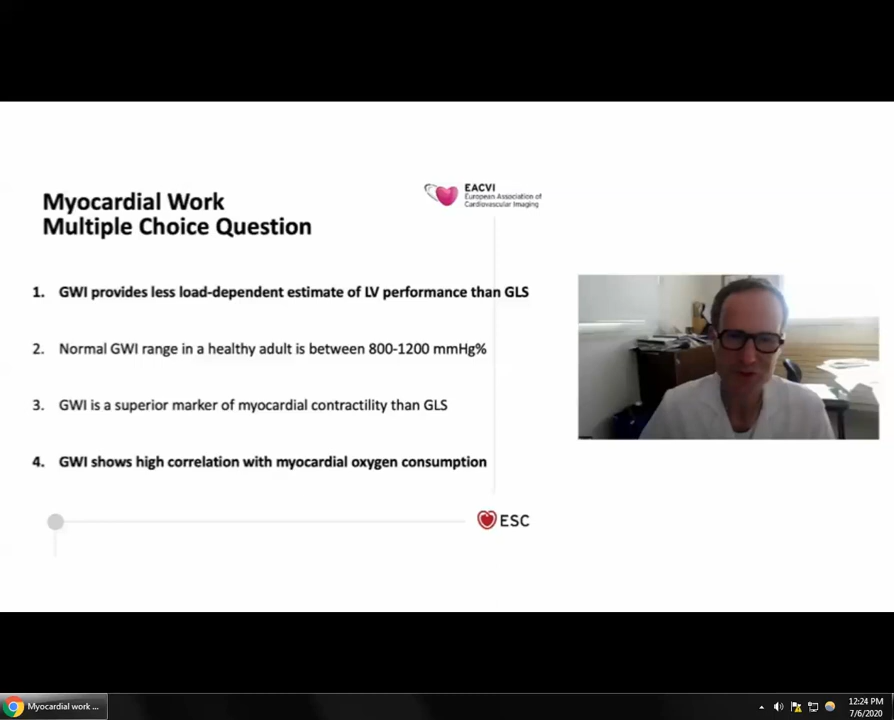 Myocardial Work
Multiple Choice Question
EACVI
European Association of
Cardiovascular Imaging
1. GWI provides less load-dependent estimate of LV performance than GLS
2. Normal GWI range in a healthy adult is between 800-1200 mmHg%
3. GWI is a superior marker of myocardial contractility than GLS
4. GWI shows high correlation with myocardial oxygen consumption
ESC
Myocardial work ...
12:24 PM
7/6/2020